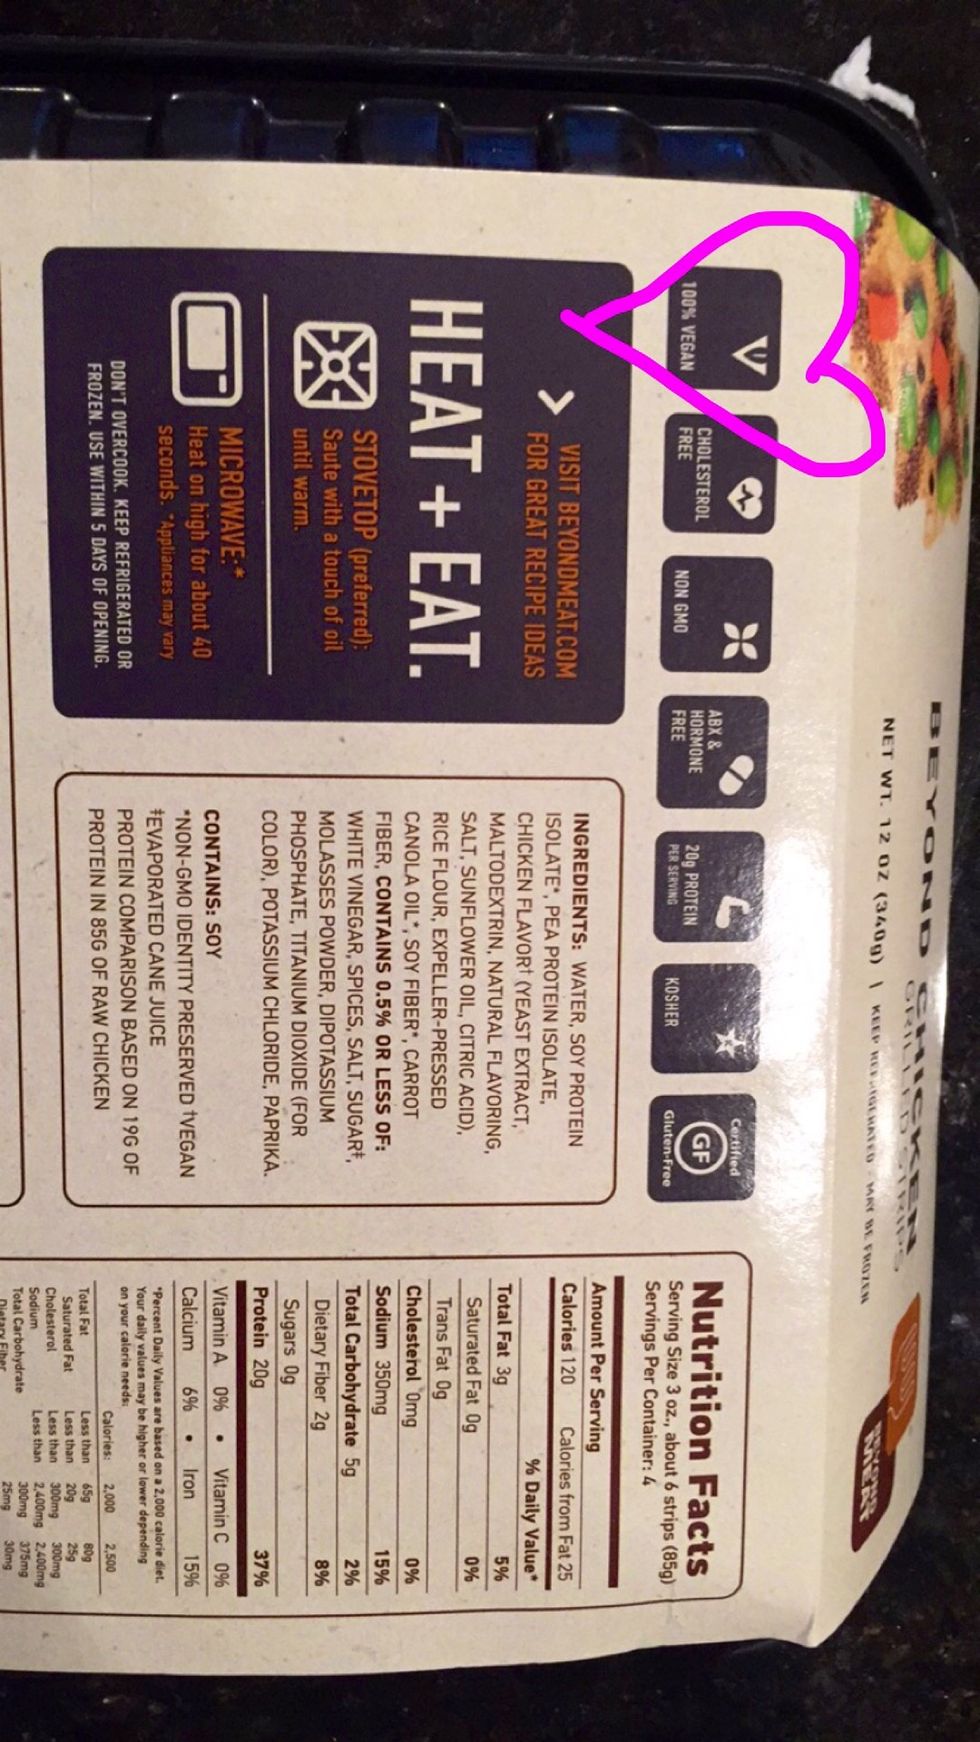 BEYOND CHICKEN
GRILLED STRIPS
NET WT. 12 OZ (340g) | KEEP REFRIGERATED - MAY BE FROZEN
BEYOND
MEAT
100% VEGAN
CHOLESTEROL
FREE
NON GMO
ABX &
HORMONE
FREE
20g PROTEIN
PER SERVING
KOSHER
Certified
GF
Gluten-Free
VISIT BEYONDMEAT.COM
FOR GREAT RECIPE IDEAS
HEAT + EAT.
STOVETOP (preferred):
Saute with a touch of oil
until warm.
MICROWAVE:*
Heat on high for about 40
seconds. *Appliances may vary
DON'T OVERCOOK. KEEP REFRIGERATED OR
FROZEN. USE WITHIN 5 DAYS OF OPENING.
INGREDIENTS: WATER, SOY PROTEIN
ISOLATE*, PEA PROTEIN ISOLATE,
CHICKEN FLAVOR† (YEAST EXTRACT,
MALTODEXTRIN, NATURAL FLAVORING,
SALT, SUNFLOWER OIL, CITRIC ACID),
RICE FLOUR, EXPELLER-PRESSED
CANOLA OIL*, SOY FIBER*, CARROT
FIBER, CONTAINS 0.5% OR LESS OF:
WHITE VINEGAR, SPICES, SALT, SUGAR‡,
MOLASSES POWDER, DIPOTASSIUM
PHOSPHATE, TITANIUM DIOXIDE (FOR
COLOR), POTASSIUM CHLORIDE, PAPRIKA.
CONTAINS: SOY
*NON-GMO IDENTITY PRESERVED †VEGAN
‡EVAPORATED CANE JUICE
PROTEIN COMPARISON BASED ON 19G OF
PROTEIN IN 85G OF RAW CHICKEN
Nutrition Facts
Serving Size 3 oz., about 6 strips (85g)
Servings Per Container: 4
Amount Per Serving
Calories 120 Calories from Fat 25
% Daily Value*
Total Fat 3g 5%
Saturated Fat 0g 0%
Trans Fat 0g
Cholesterol 0mg 0%
Sodium 350mg 15%
Total Carbohydrate 5g 2%
Dietary Fiber 2g 8%
Sugars 0g
Protein 20g 37%
Vitamin A 0% • Vitamin C 0%
Calcium 6% • Iron 15%
*Percent Daily Values are based on a 2,000 calorie diet.
Your daily values may be higher or lower depending
on your calorie needs:
Calories: 2,000 2,500
Total Fat Less than 65g 80g
Saturated Fat Less than 20g 25g
Cholesterol Less than 300mg 300mg
Sodium Less than 2,400mg 2,400mg
Total Carbohydrate 300mg 375mg
Dietary Fiber 25mg 30mg